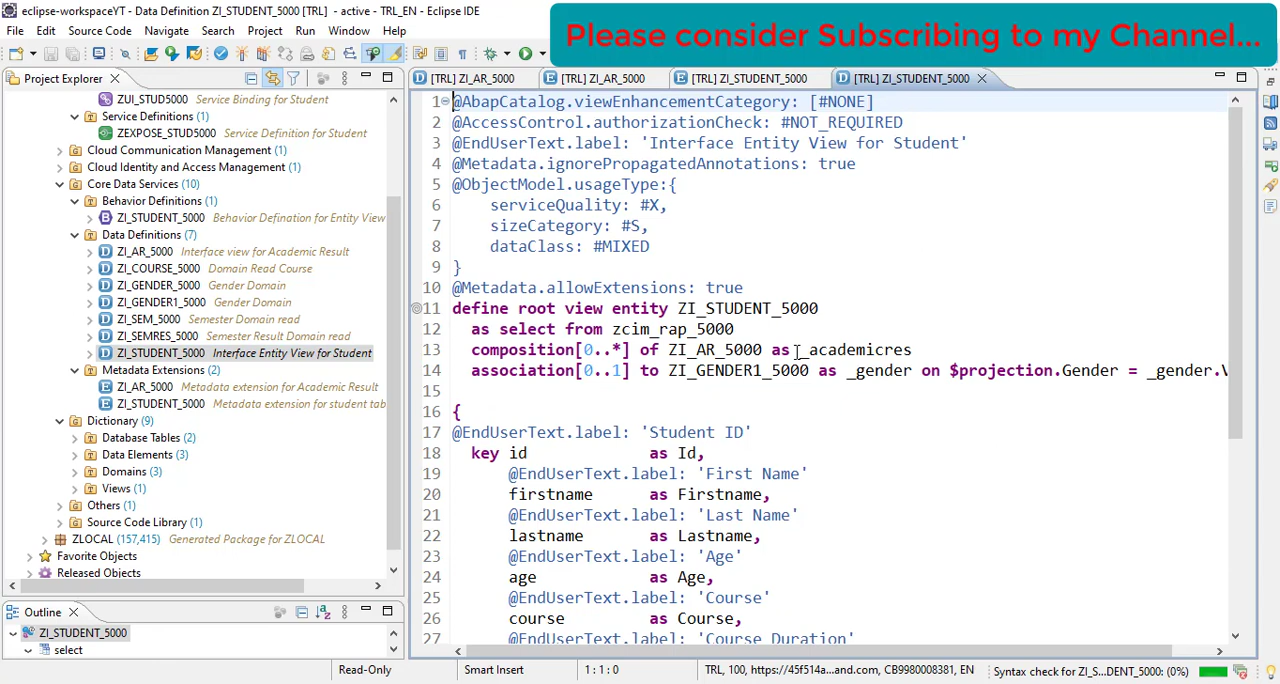 eclipse-workspaceYT - Data Definition ZI_STUDENT_5000 [TRL] - active - TRL_EN - Eclipse IDE
Please consider Subscribing to my Channel...
File Edit Source Code Navigate Search Project Run Window Help
Project Explorer
[TRL] ZI_AR_5000
[TRL] ZI_AR_5000
[TRL] ZI_STUDENT_5000
[TRL] ZI_STUDENT_5000
ZUI_STUD5000 Service Binding for Student
Service Definitions (1)
ZEXPOSE_STUD5000 Service Definition for Student
Cloud Communication Management (1)
Cloud Identity and Access Management (1)
Core Data Services (10)
Behavior Definitions (1)
ZI_STUDENT_5000 Behavior Defination for Entity View
Data Definitions (7)
ZI_AR_5000 Interface view for Academic Result
ZI_COURSE_5000 Domain Read Course
ZI_GENDER_5000 Gender Domain
ZI_GENDER1_5000 Gender Domain
ZI_SEM_5000 Semester Domain read
ZI_SEMRES_5000 Semester Result Domain read
ZI_STUDENT_5000 Interface Entity View for Student
Metadata Extensions (2)
ZI_AR_5000 Metadata extension for Academic Result
ZI_STUDENT_5000 Metadata extension for student tab
Dictionary (9)
Database Tables (2)
Data Elements (3)
Domains (3)
Views (1)
Others (1)
Source Code Library (1)
ZLOCAL (157,415) Generated Package for ZLOCAL
Favorite Objects
Released Objects
Outline
ZI_STUDENT_5000
select
1 @AbapCatalog.viewEnhancementCategory: [#NONE]
2 @AccessControl.authorizationCheck: #NOT_REQUIRED
3 @EndUserText.label: 'Interface Entity View for Student'
4 @Metadata.ignorePropagatedAnnotations: true
5 @ObjectModel.usageType:{
6 serviceQuality: #X,
7 sizeCategory: #S,
8 dataClass: #MIXED
9 }
10 @Metadata.allowExtensions: true
11 define root view entity ZI_STUDENT_5000
12 as select from zcim_rap_5000
13 composition[0..*] of ZI_AR_5000 as _academicres
14 association[0..1] to ZI_GENDER1_5000 as _gender on $projection.Gender = _gender.V
15
16 {
17 @EndUserText.label: 'Student ID'
18 key id as Id,
19 @EndUserText.label: 'First Name'
20 firstname as Firstname,
21 @EndUserText.label: 'Last Name'
22 lastname as Lastname,
23 @EndUserText.label: 'Age'
24 age as Age,
25 @EndUserText.label: 'Course'
26 course as Course,
27 @EndUserText.label: 'Course Duration'
Read-Only Smart Insert 1 : 1 : 0 TRL, 100, https://45f514a...and.com, CB9980008381, EN Syntax check for ZI_S...DENT_5000: (0%)